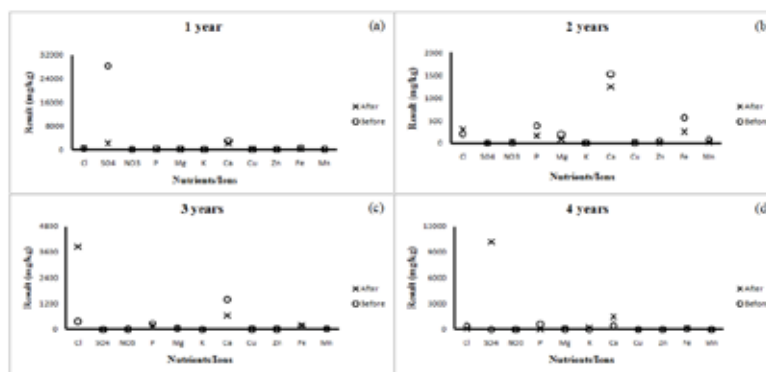 1 year (a)
32000
24000
16000
8000
0
Result (mg/kg)
Cl SO4 NO3 P Mg K Ca Cu Zn Fe Mn
Nutrients/Ions
After
Before
2 years (b)
2000
1500
1000
500
0
Result (mg/kg)
Cl SO4 NO3 P Mg K Ca Cu Zn Fe Mn
Nutrients/Ions
After
Before
3 years (c)
4800
3600
2400
1200
0
Result (mg/kg)
Cl SO4 NO3 P Mg K Ca Cu Zn Fe Mn
Nutrients/Ions
After
Before
4 years (d)
12000
9000
6000
3000
0
Result (mg/kg)
Cl SO4 NO3 P Mg K Ca Cu Zn Fe Mn
Nutrients/Ions
After
Before